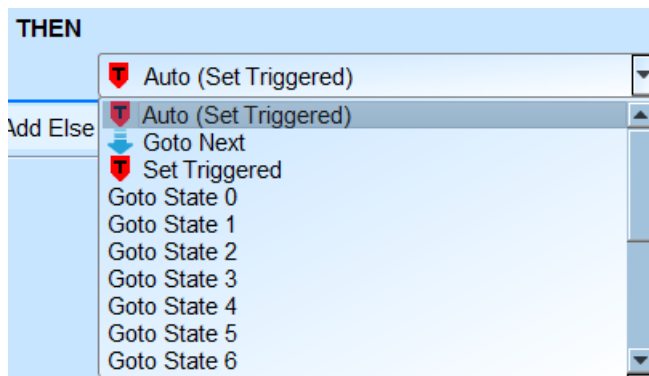 THEN
Auto (Set Triggered)
Add Else
Auto (Set Triggered)
Goto Next
Set Triggered
Goto State 0
Goto State 1
Goto State 2
Goto State 3
Goto State 4
Goto State 5
Goto State 6